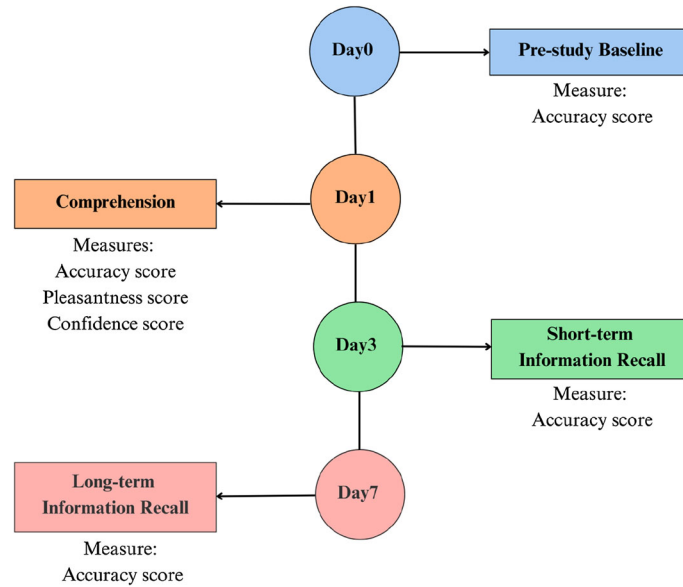 Day0
Pre-study Baseline
Measure:
Accuracy score
Day1
Comprehension
Measures:
Accuracy score
Pleasantness score
Confidence score
Day3
Short-term
Information Recall
Measure:
Accuracy score
Day7
Long-term
Information Recall
Measure:
Accuracy score